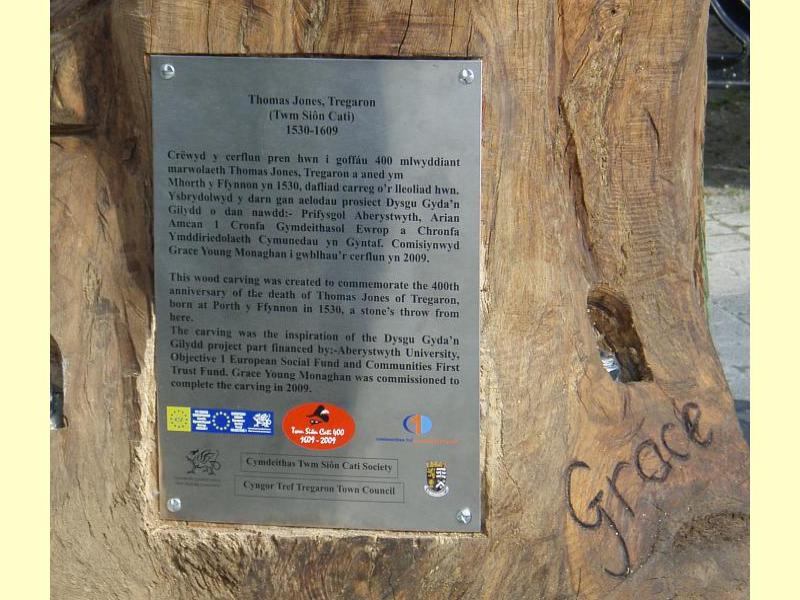 Thomas Jones, Tregaron
(Twm Siôn Cati)
1530-1609
Crëwyd y cerflun pren hwn i goffáu 400 mlwyddiant
marwolaeth Thomas Jones, Tregaron a aned ym
Mhorth y Ffynnon yn 1530, dafliad carreg o'r lleoliad hwn.
Ysbrydolwyd y darn gan aelodau prosiect Dysgu Gyda'n
Gilydd o dan nawdd:- Prifysgol Aberystwyth, Arian
Amcan 1 Cronfa Gymdeithasol Ewrop a Chronfa
Ymddiriedolaeth Cymunedau yn Gyntaf. Comisiynwyd
Grace Young Monaghan i gwblhau'r cerflun yn 2009.
This wood carving was created to commemorate the 400th
anniversary of the death of Thomas Jones of Tregaron,
born at Porth y Ffynnon in 1530, a stone's throw from
here.
The carving was the inspiration of the Dysgu Gyda'n
Gilydd project part financed by:-Aberystwyth University,
Objective 1 European Social Fund and Communities First
Trust Fund. Grace Young Monaghan was commissioned to
complete the carving in 2009.
Twm Siôn Cati 400
1609 - 2009
Cymdeithas Twm Siôn Cati Society
Cyngor Tref Tregaron Town Council
Grace